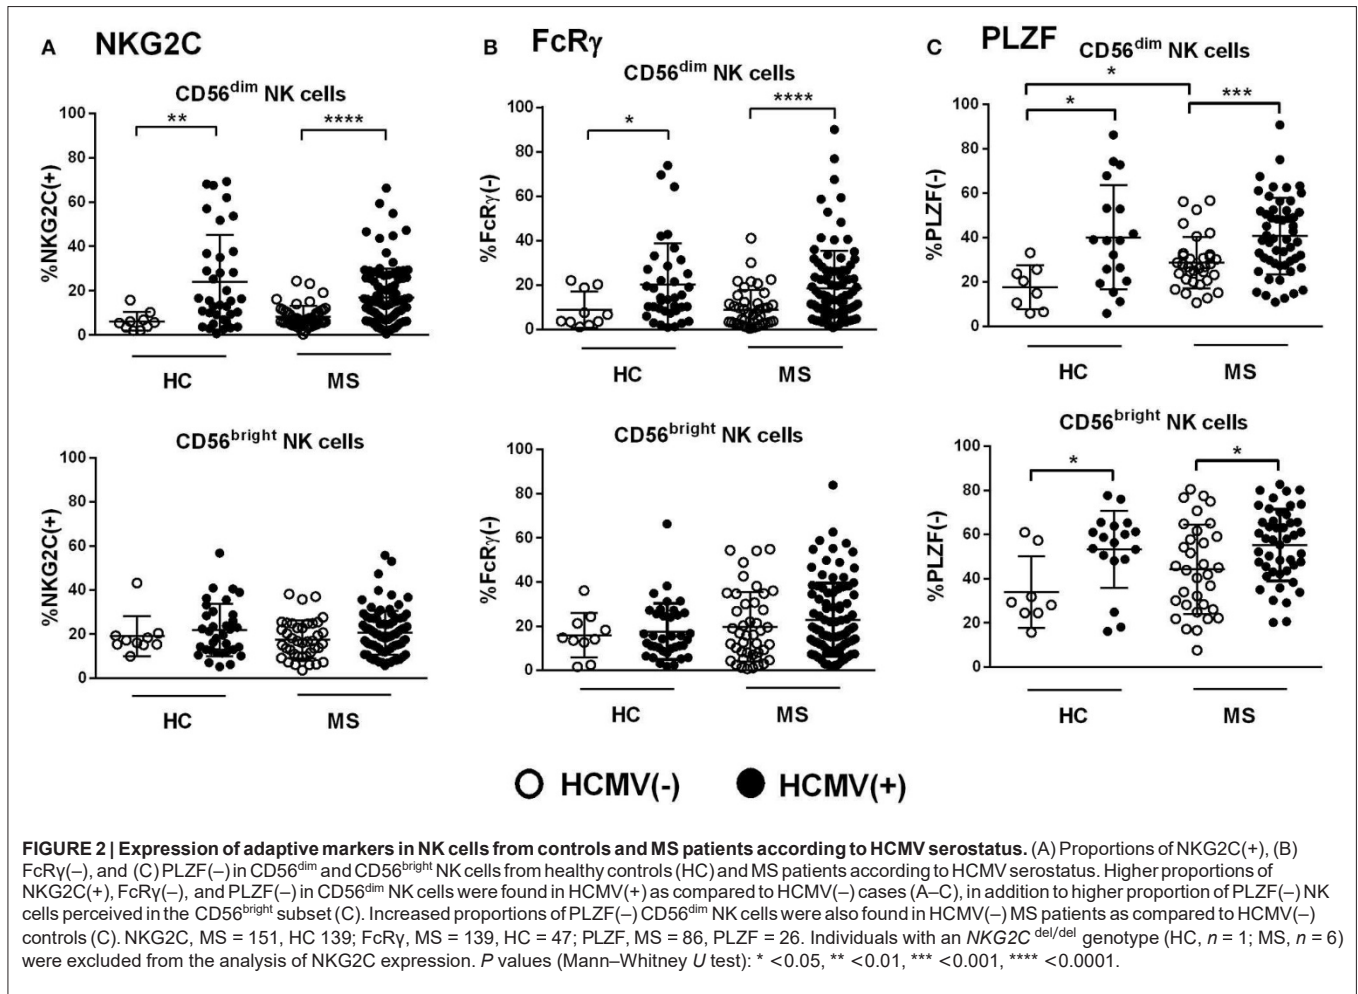 A NKG2C
CD56dim NK cells
**
****
%NKG2C(+)
100
80
60
40
20
0
HC
MS
CD56bright NK cells
%NKG2C(+)
100
80
60
40
20
0
HC
MS
B FcRγ
CD56dim NK cells
*
****
%FcRγ(-)
100
80
60
40
20
0
HC
MS
CD56bright NK cells
%FcRγ(-)
100
80
60
40
20
0
HC
MS
C PLZF
CD56dim NK cells
*
*
***
%PLZF(-)
100
80
60
40
20
0
HC
MS
CD56bright NK cells
*
*
%PLZF(-)
100
80
60
40
20
0
HC
MS
HCMV(-) HCMV(+)
FIGURE 2 | Expression of adaptive markers in NK cells from controls and MS patients according to HCMV serostatus. (A) Proportions of NKG2C(+), (B)
FcRγ(–), and (C) PLZF(–) in CD56dim and CD56bright NK cells from healthy controls (HC) and MS patients according to HCMV serostatus. Higher proportions of
NKG2C(+), FcRγ(–), and PLZF(–) in CD56dim NK cells were found in HCMV(+) as compared to HCMV(–) cases (A–C), in addition to higher proportion of PLZF(–) NK
cells perceived in the CD56bright subset (C). Increased proportions of PLZF(–) CD56dim NK cells were also found in HCMV(–) MS patients as compared to HCMV(–)
controls (C). NKG2C, MS = 151, HC 139; FcRγ, MS = 139, HC = 47; PLZF, MS = 86, PLZF = 26. Individuals with an NKG2C del/del genotype (HC, n = 1; MS, n = 6)
were excluded from the analysis of NKG2C expression. P values (Mann–Whitney U test): * <0.05, ** <0.01, *** <0.001, **** <0.0001.